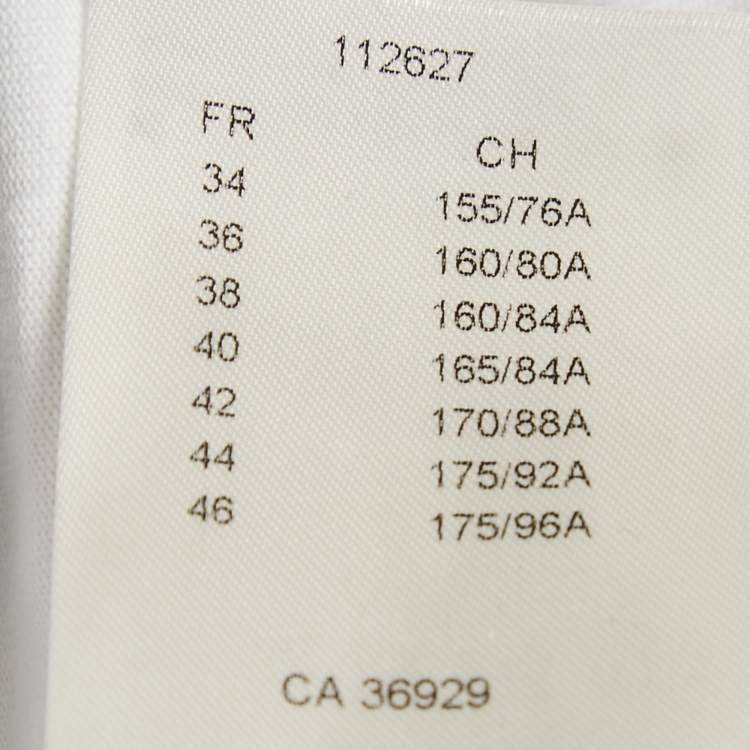 112627
FR CH
34 155/76A
36 160/80A
38 160/84A
40 165/84A
42 170/88A
44 175/92A
46 175/96A
CA 36929